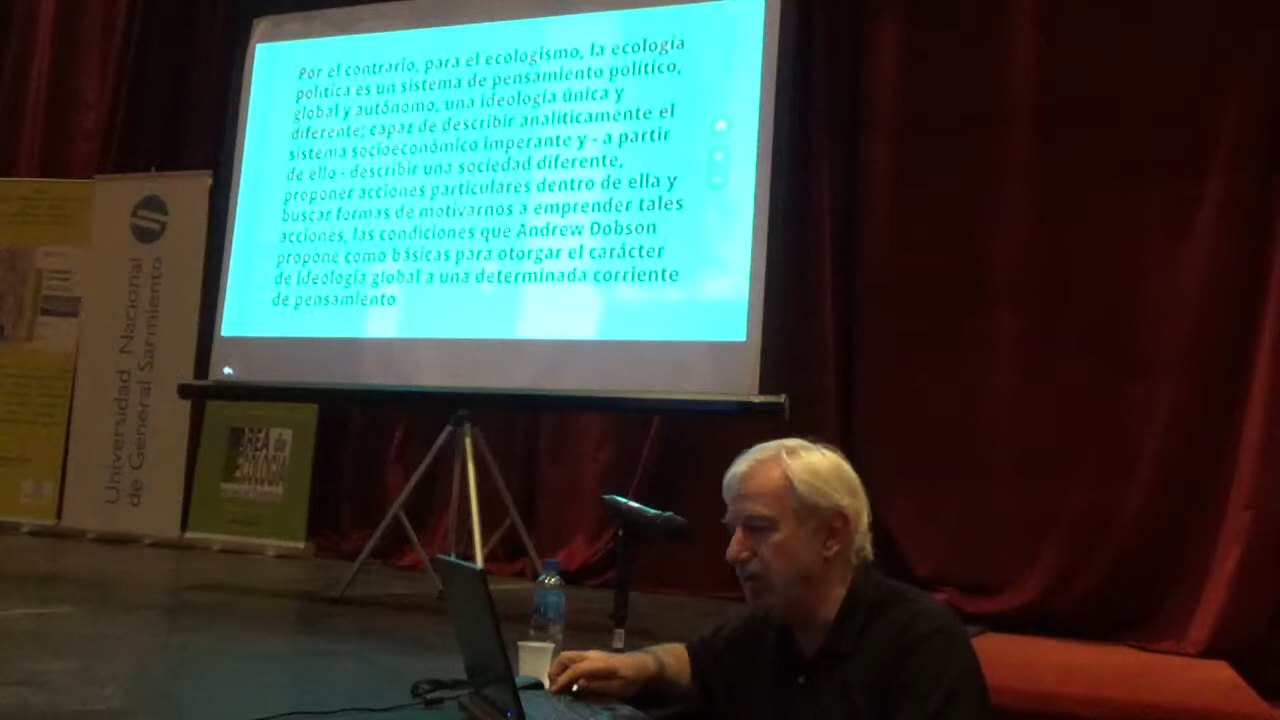 Por el contrario, para el ecologismo, la ecología
política es un sistema de pensamiento político,
global y autónomo, una ideología única y
diferente; capaz de describir analíticamente el
sistema socioeconómico imperante y - a partir
de ello - describir una sociedad diferente,
proponer acciones particulares dentro de ella y
buscar formas de motivarnos a emprender tales
acciones, las condiciones que Andrew Dobson
propone como básicas para otorgar el carácter
de ideología global a una determinada corriente
de pensamiento
Universidad Nacional
de General Sarmiento
AREA de
ECOLOGIA